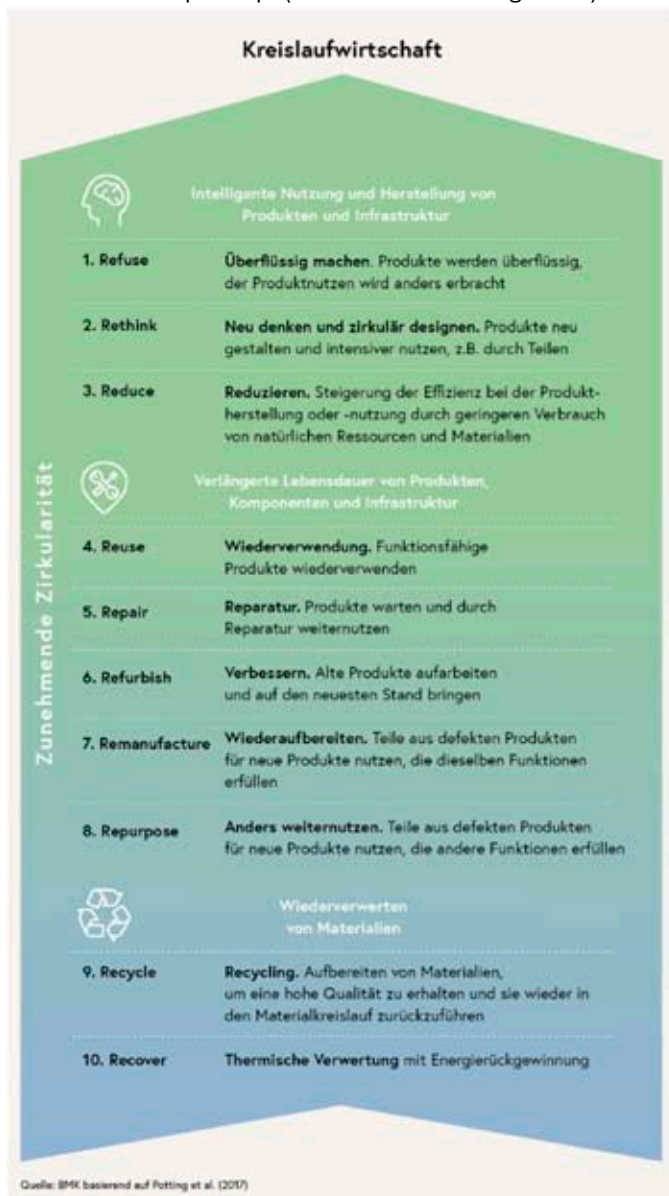 Kreislaufwirtschaft
Intelligente Nutzung und Herstellung von
Produkten und Infrastruktur
1. Refuse
Überflüssig machen. Produkte werden überflüssig,
der Produktnutzen wird anders erbracht
2. Rethink
Neu denken und zirkulär designen. Produkte neu
gestalten und intensiver nutzen, z.B. durch Teilen
3. Reduce
Reduzieren. Steigerung der Effizienz bei der Produkt-
herstellung oder -nutzung durch geringeren Verbrauch
von natürlichen Ressourcen und Materialien
Zunehmende Zirkularität
Verlängerte Lebensdauer von Produkten,
Komponenten und Infrastruktur
4. Reuse
Wiederverwendung. Funktionsfähige
Produkte wiederverwenden
5. Repair
Reparatur. Produkte warten und durch
Reparatur weiternutzen
6. Refurbish
Verbessern. Alte Produkte aufarbeiten
und auf den neuesten Stand bringen
7. Remanufacture
Wiederaufbereiten. Teile aus defekten Produkten
für neue Produkte nutzen, die dieselben Funktionen
erfüllen
8. Repurpose
Anders weiternutzen. Teile aus defekten Produkten
für neue Produkte nutzen, die andere Funktionen erfüllen
Wiederverwerten
von Materialien
9. Recycle
Recycling. Aufbereiten von Materialien,
um eine hohe Qualität zu erhalten und sie wieder in
den Materialkreislauf zurückzuführen
10. Recover
Thermische Verwertung mit Energierückgewinnung
Quelle: BMK basierend auf Potting et al. (2017)